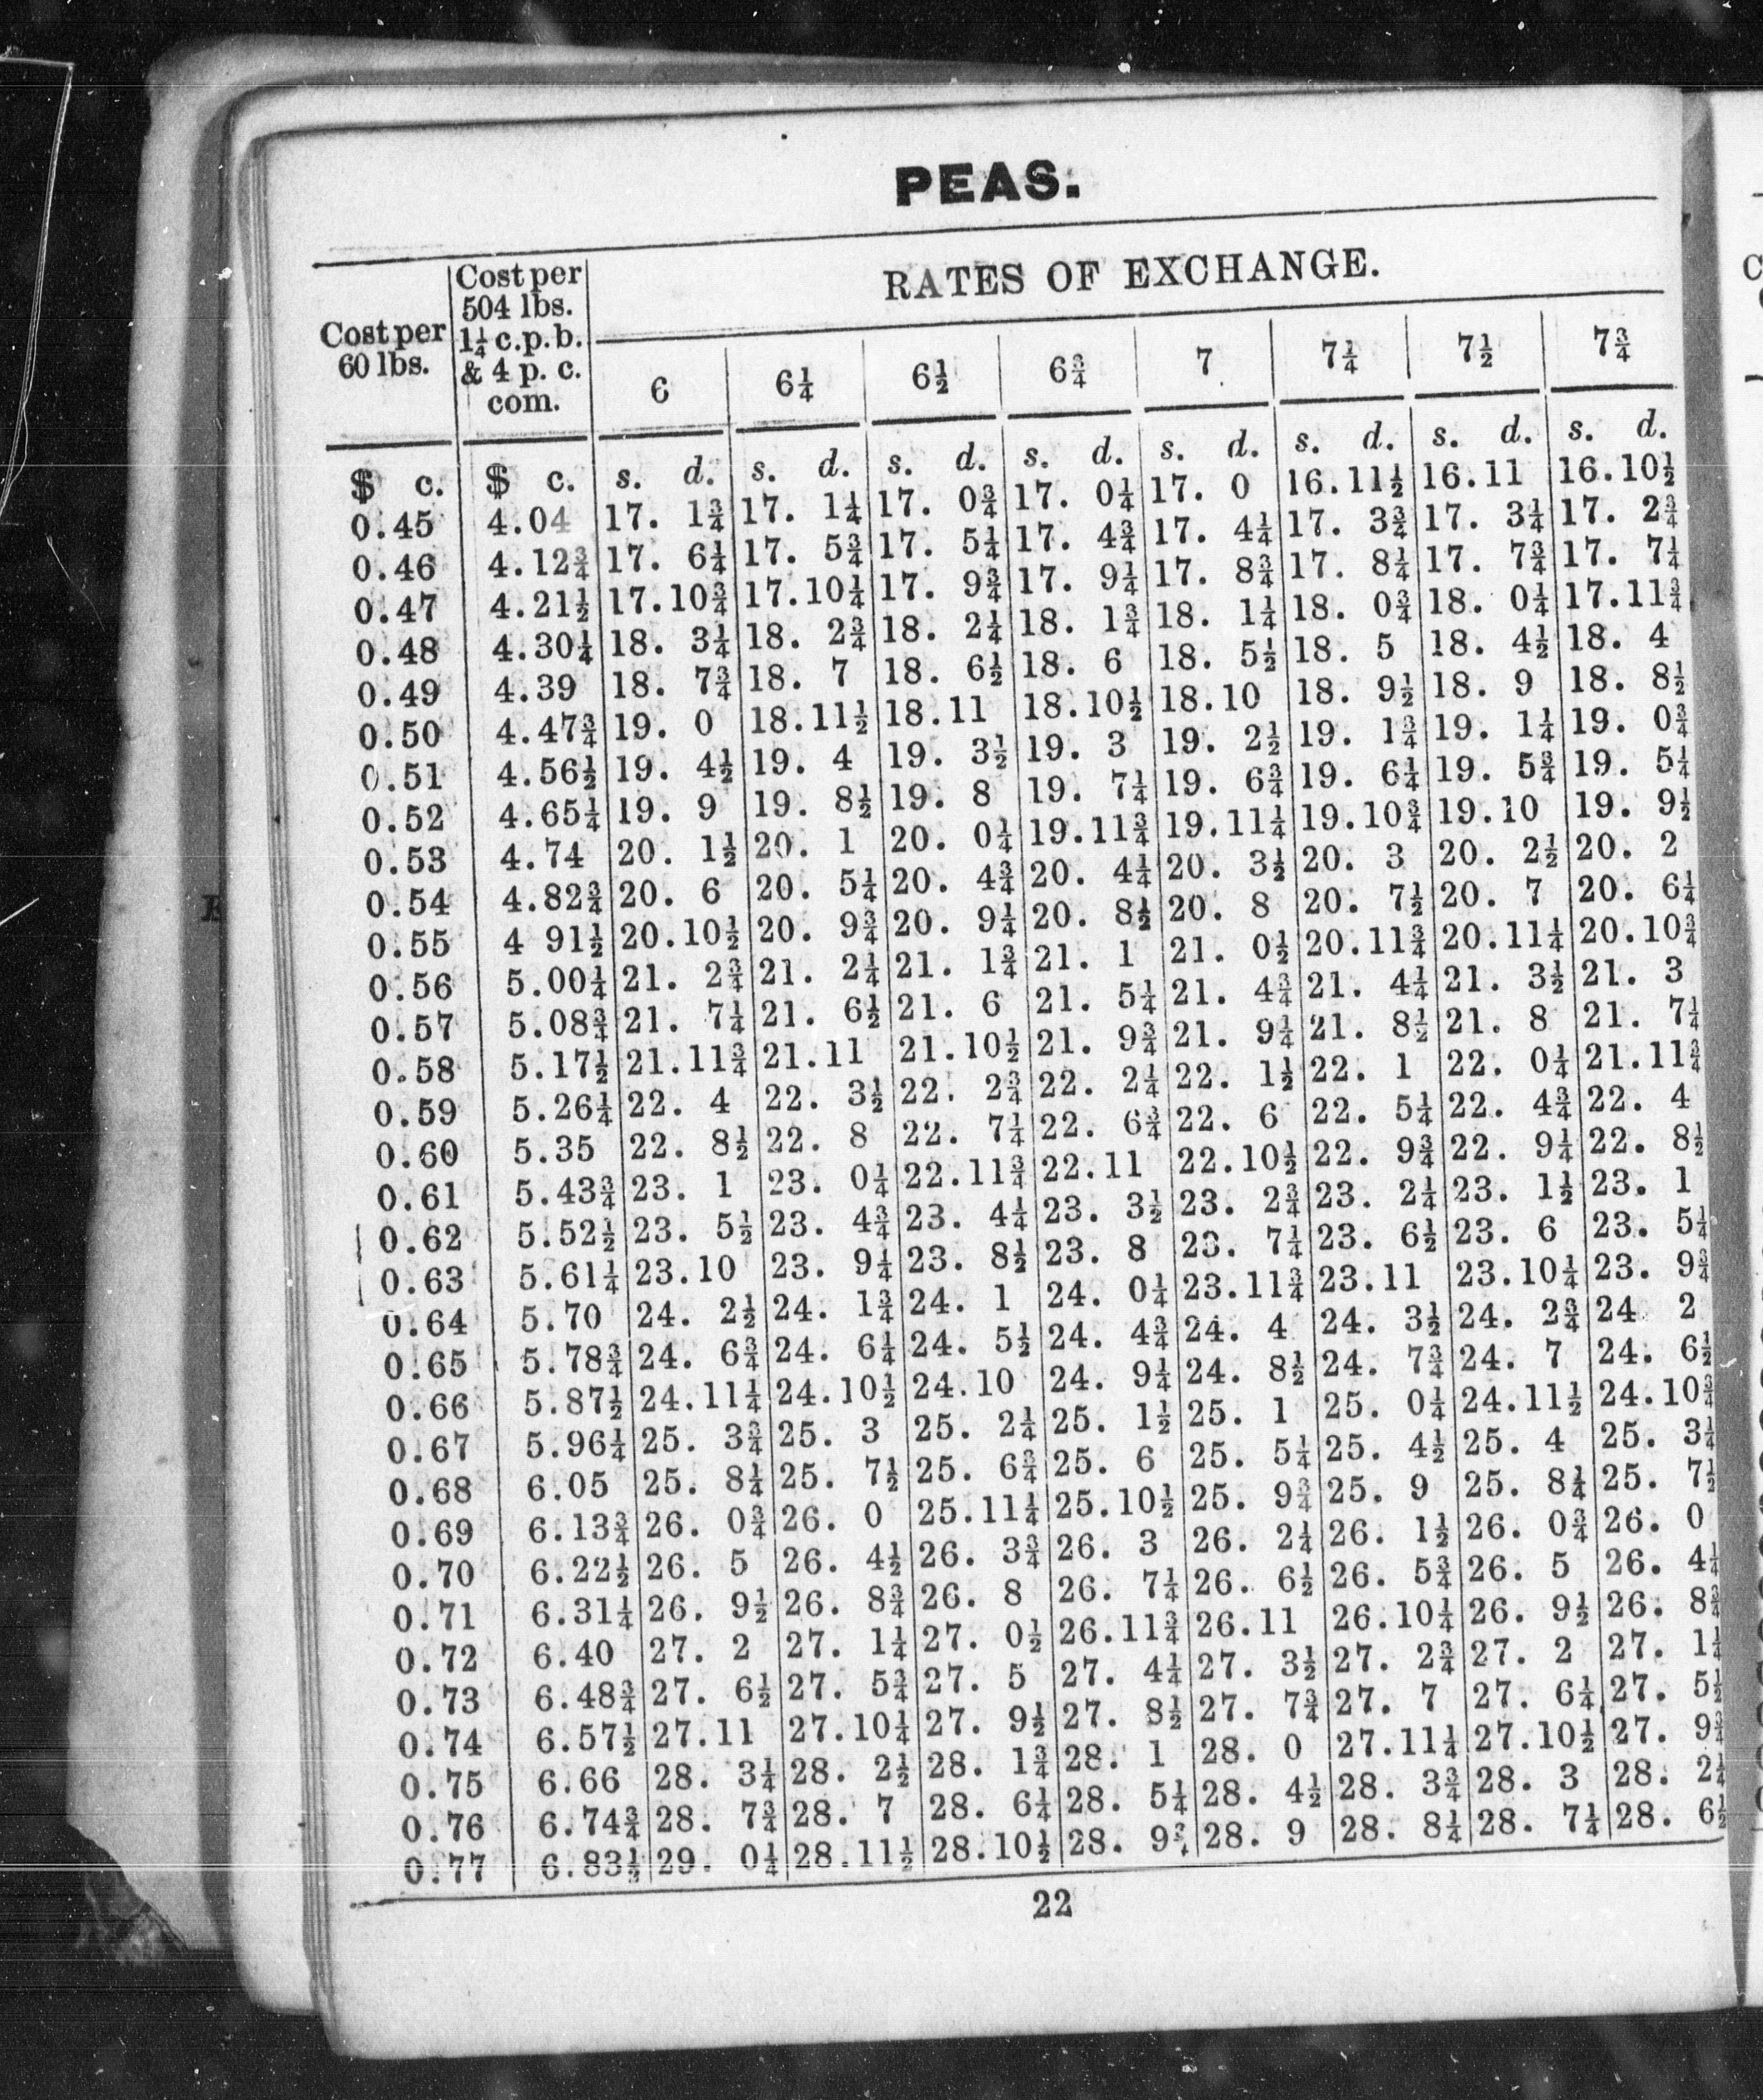 PEAS.
RATES OF EXCHANGE.
Cost per 60 lbs. | Cost per 504 lbs. 1¼ c.p.b. & 4 p. c. com. | 6 | 6¼ | 6½ | 6¾ | 7 | 7¼ | 7½ | 7¾
$ c. | $ c. | s. d. | s. d. | s. d. | s. d. | s. d. | s. d. | s. d. | s. d.
0.45 | 4.04 | 17. 1¾ | 17. 1¼ | 17. 0¾ | 17. 0¼ | 17. 0 | 16.11½ | 16.11 | 16.10½
0.46 | 4.12¾ | 17. 6¼ | 17. 5¾ | 17. 5¼ | 17. 4¾ | 17. 4¼ | 17. 3¾ | 17. 3¼ | 17. 2¾
0.47 | 4.21½ | 17.10¾ | 17.10¼ | 17. 9¾ | 17. 9¼ | 17. 8¾ | 17. 8¼ | 17. 7¾ | 17. 7¼
0.48 | 4.30¼ | 18. 3¼ | 18. 2¾ | 18. 2¼ | 18. 1¾ | 18. 1¼ | 18. 0¾ | 18. 0¼ | 17.11¾
0.49 | 4.39 | 18. 7¾ | 18. 7 | 18. 6½ | 18. 6 | 18. 5½ | 18. 5 | 18. 4½ | 18. 4
0.50 | 4.47¾ | 19. 0 | 18.11½ | 18.11 | 18.10½ | 18.10 | 18. 9½ | 18. 9 | 18. 8½
0.51 | 4.56½ | 19. 4½ | 19. 4 | 19. 3½ | 19. 3 | 19. 2½ | 19. 1¾ | 19. 1¼ | 19. 0¾
0.52 | 4.65¼ | 19. 9 | 19. 8½ | 19. 8 | 19. 7¼ | 19. 6¾ | 19. 6¼ | 19. 5¾ | 19. 5¼
0.53 | 4.74 | 20. 1½ | 20. 1 | 20. 0¼ | 19.11¾ | 19.11¼ | 19.10¾ | 19.10 | 19. 9½
0.54 | 4.82¾ | 20. 6 | 20. 5¼ | 20. 4¾ | 20. 4¼ | 20. 3½ | 20. 3 | 20. 2½ | 20. 2
0.55 | 4 91½ | 20.10½ | 20. 9¾ | 20. 9¼ | 20. 8½ | 20. 8 | 20. 7½ | 20. 7 | 20. 6¼
0.56 | 5.00¼ | 21. 2¾ | 21. 2¼ | 21. 1¾ | 21. 1 | 21. 0½ | 20.11¾ | 20.11¼ | 20.10¾
0.57 | 5.08¾ | 21. 7¼ | 21. 6½ | 21. 6 | 21. 5¼ | 21. 4¾ | 21. 4¼ | 21. 3½ | 21. 3
0.58 | 5.17½ | 21.11¾ | 21.11 | 21.10½ | 21. 9¾ | 21. 9¼ | 21. 8½ | 21. 8 | 21. 7¼
0.59 | 5.26¼ | 22. 4 | 22. 3½ | 22. 2¾ | 22. 2¼ | 22. 1½ | 22. 1 | 22. 0¼ | 21.11¾
0.60 | 5.35 | 22. 8½ | 22. 8 | 22. 7¼ | 22. 6¾ | 22. 6 | 22. 5¼ | 22. 4¾ | 22. 4
0.61 | 5.43¾ | 23. 1 | 23. 0¼ | 22.11¾ | 22.11 | 22.10½ | 22. 9¾ | 22. 9¼ | 22. 8½
0.62 | 5.52½ | 23. 5½ | 23. 4¾ | 23. 4¼ | 23. 3½ | 23. 2¾ | 23. 2¼ | 23. 1½ | 23. 1
0.63 | 5.61¼ | 23.10 | 23. 9¼ | 23. 8½ | 23. 8 | 23. 7¼ | 23. 6½ | 23. 6 | 23. 5¼
0.64 | 5.70 | 24. 2½ | 24. 1¾ | 24. 1 | 24. 0¼ | 23.11¾ | 23.11 | 23.10¼ | 23. 9¾
0.65 | 5.78¾ | 24. 6¾ | 24. 6¼ | 24. 5½ | 24. 4¾ | 24. 4 | 24. 3½ | 24. 2¾ | 24 2
0.66 | 5.87½ | 24.11¼ | 24.10½ | 24.10 | 24. 9¼ | 24. 8½ | 24. 7¾ | 24. 7 | 24. 6½
0.67 | 5.96¼ | 25. 3¾ | 25. 3 | 25. 2¼ | 25. 1½ | 25. 1 | 25. 0¼ | 24.11½ | 24.10¾
0.68 | 6.05 | 25. 8¼ | 25. 7½ | 25. 6¾ | 25. 6 | 25. 5¼ | 25. 4½ | 25. 4 | 25. 3¼
0.69 | 6.13¾ | 26. 0¾ | 26. 0 | 25.11¼ | 25.10½ | 25. 9¾ | 25. 9 | 25. 8¼ | 25. 7½
0.70 | 6.22½ | 26. 5 | 26. 4½ | 26. 3¾ | 26. 3 | 26. 2¼ | 26. 1½ | 26. 0¾ | 26. 0
0.71 | 6.31¼ | 26. 9½ | 26. 8¾ | 26. 8 | 26. 7¼ | 26. 6½ | 26. 5¾ | 26. 5 | 26. 4¼
0.72 | 6.40 | 27. 2 | 27. 1¼ | 27. 0½ | 26.11¾ | 26.11 | 26.10¼ | 26. 9½ | 26. 8¾
0.73 | 6.48¾ | 27. 6½ | 27. 5¾ | 27. 5 | 27. 4¼ | 27. 3½ | 27. 2¾ | 27. 2 | 27. 1¼
0.74 | 6.57½ | 27.11 | 27.10¼ | 27. 9½ | 27. 8½ | 27. 7¾ | 27. 7 | 27. 6¼ | 27. 5½
0.75 | 6.66 | 28. 3¼ | 28. 2½ | 28. 1¾ | 28. 1 | 28. 0 | 27.11¼ | 27.10½ | 27. 9¾
0.76 | 6.74¾ | 28. 7¾ | 28. 7 | 28. 6¼ | 28. 5¼ | 28. 4½ | 28. 3¾ | 28. 3 | 28. 2¼
0.77 | 6.83½ | 29. 0¼ | 28.11½ | 28.10½ | 28. 9¾ | 28. 9 | 28. 8¼ | 28. 7¼ | 28. 6½
22